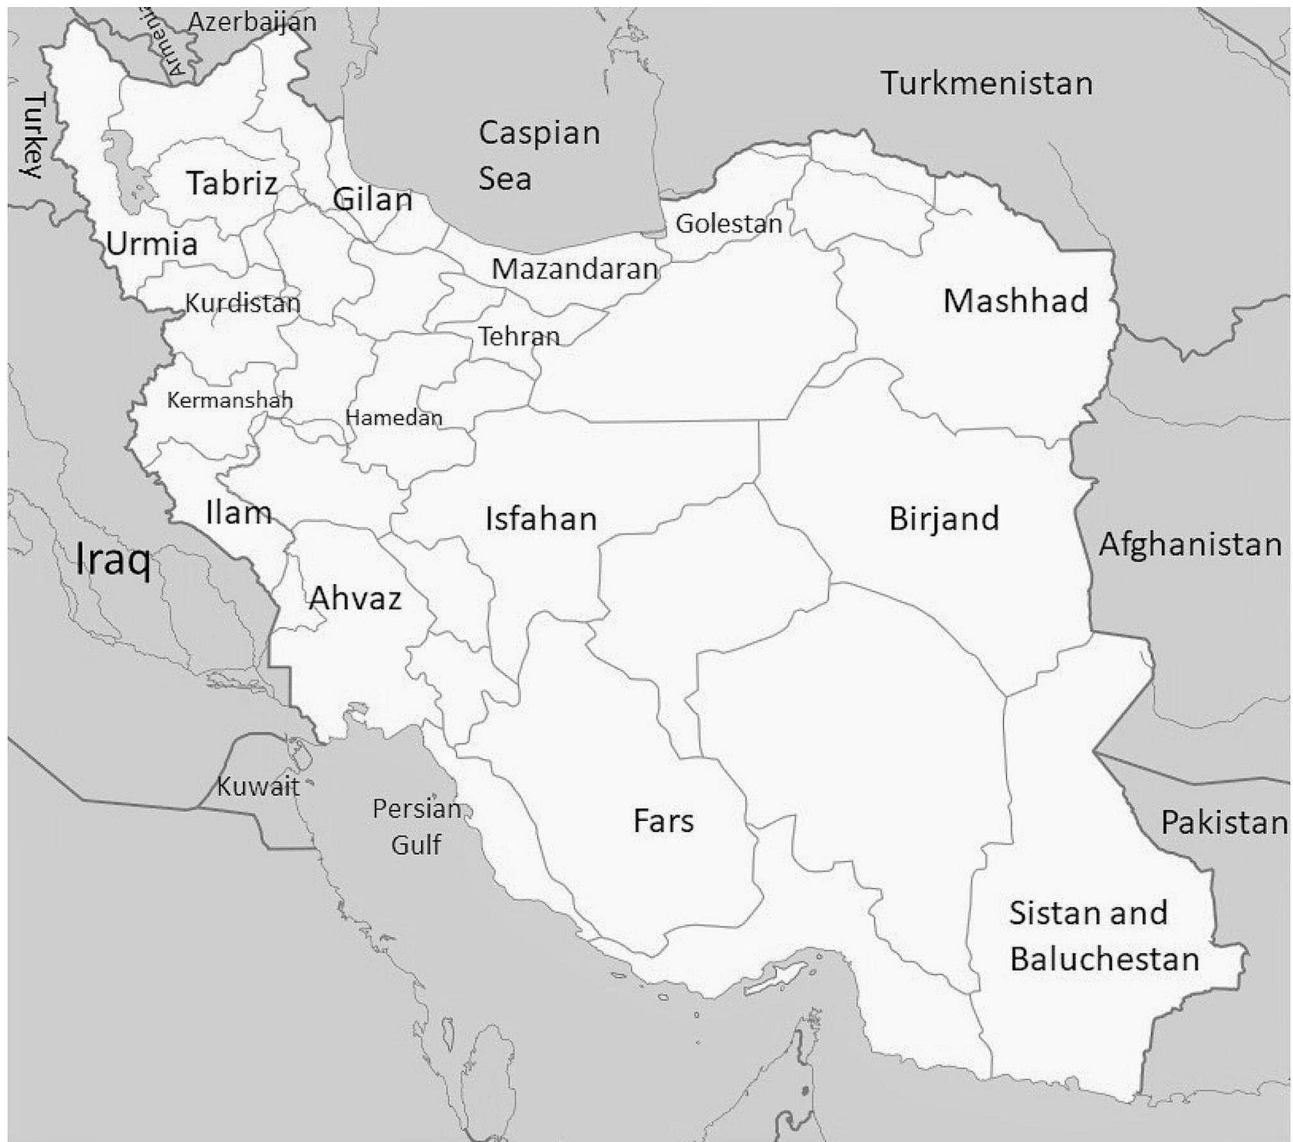 Azerbaijan
Armenia
Turkmenistan
Turkey
Caspian
Sea
Tabriz
Gilan
Golestan
Urmia
Mazandaran
Kurdistan
Mashhad
Tehran
Kermanshah
Hamedan
Ilam
Isfahan
Birjand
Iraq
Afghanistan
Ahvaz
Kuwait
Persian
Gulf
Fars
Pakistan
Sistan and
Baluchestan